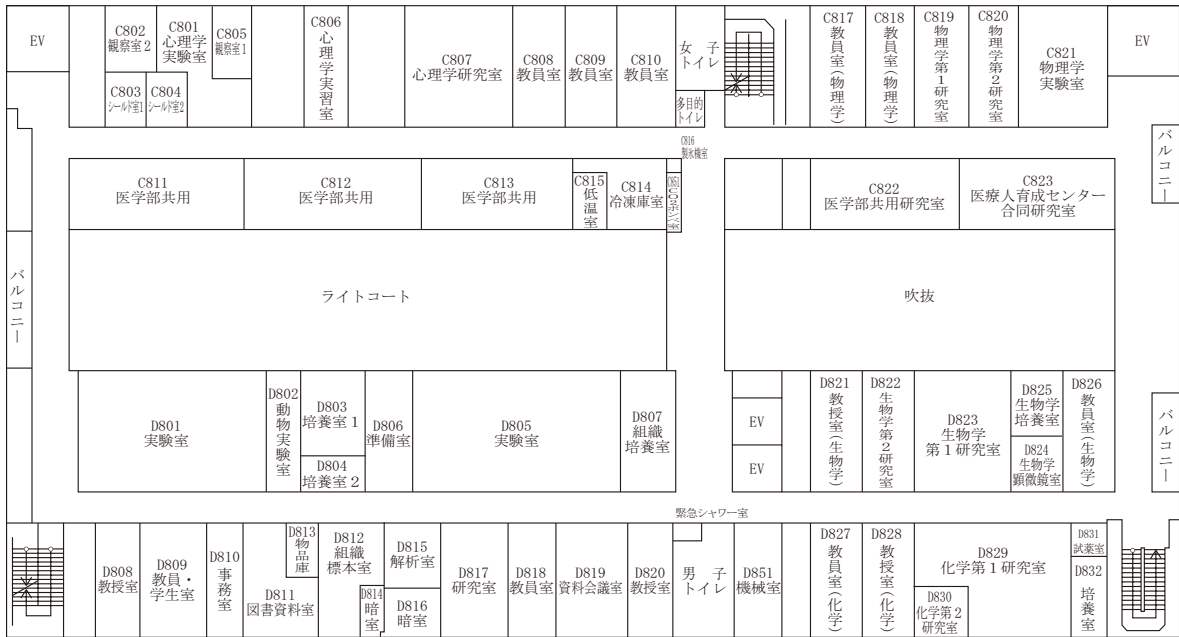 EV
C802
観察室２
C801
心理学
実験室
C805
観察室1
C803
シールド室1
C804
シールド室2
C806
心理学実習室
C807
心理学研究室
C808
教員室
C809
教員室
C810
教員室
女　子
トイレ
多目的
トイレ
C816
製氷機室
C817
教員室(物理学)
C818
教員室(物理学)
C819
物理学第1研究室
C820
物理学第2研究室
C821
物理学
実験室
EV
バルコニー
C811
医学部共用
C812
医学部共用
C813
医学部共用
C815
低温室
C814
冷凍庫室
C822
医学部共用研究室
C823
医療人育成センター
合同研究室
バルコニー
ライトコート
吹抜
D801
実験室
D802
動物実験室
D803
培養室１
D804
培養室２
D806
準備室
D805
実験室
D807
組織
培養室
EV
EV
D821
教授室(生物学)
D822
生物学第2研究室
D823
生物学
第１研究室
D825
生物学
培養室
D824
生物学
顕微鏡室
D826
教員室(生物学)
バルコニー
緊急シャワー室
D808
教授室
D809
教員・
学生室
D810
事務室
D813
物品庫
D811
図書資料室
D812
組織
標本室
D814
暗室
D815
解析室
D816
暗室
D817
研究室
D818
教員室
D819
資料会議室
D820
教授室
男　子
トイレ
D851
機械室
D827
教員室(化学)
D828
教授室(化学)
D829
化学第１研究室
D830
化学第２
研究室
D831
試薬室
D832
培養室